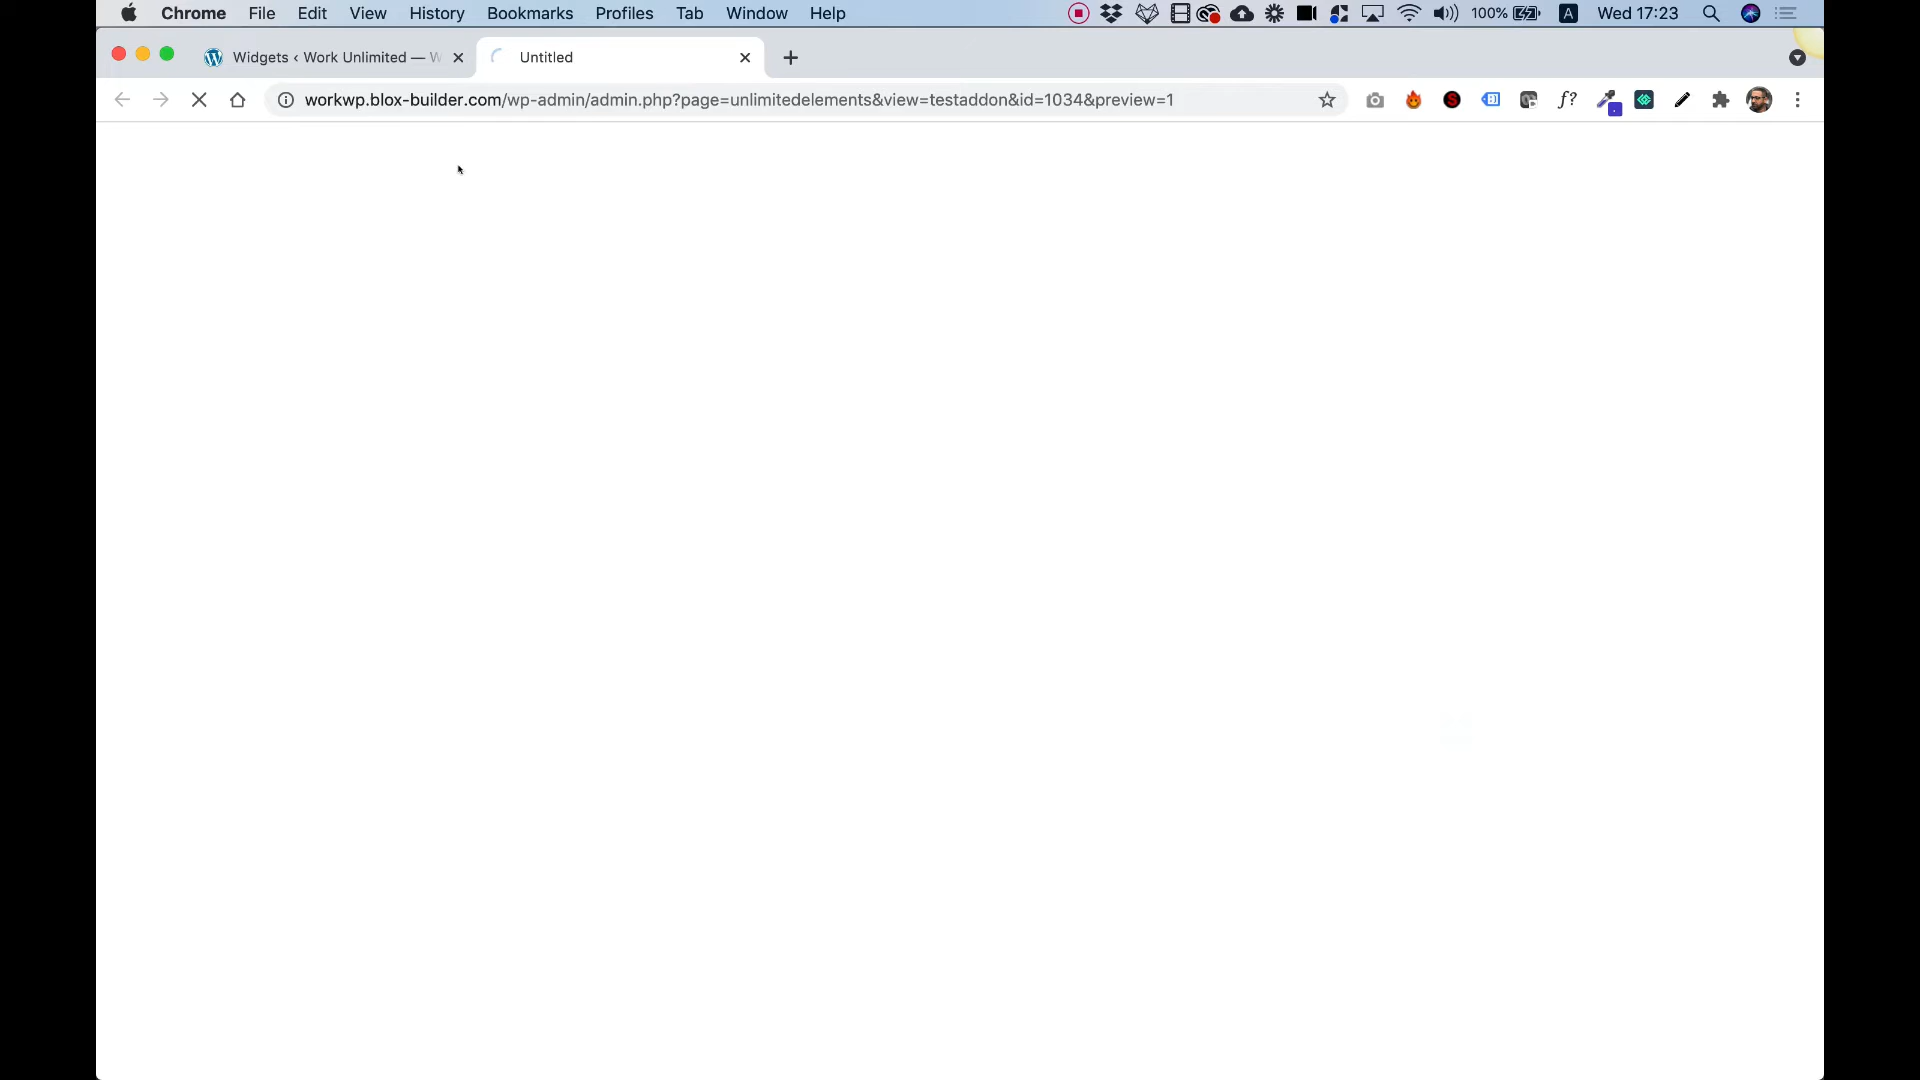 Chrome File Edit View History Bookmarks Profiles Tab Window Help 100% A Wed 17:23
Widgets ‹ Work Unlimited — W Untitled
workwp.blox-builder.com/wp-admin/admin.php?page=unlimitedelements&view=testaddon&id=1034&preview=1 S f?